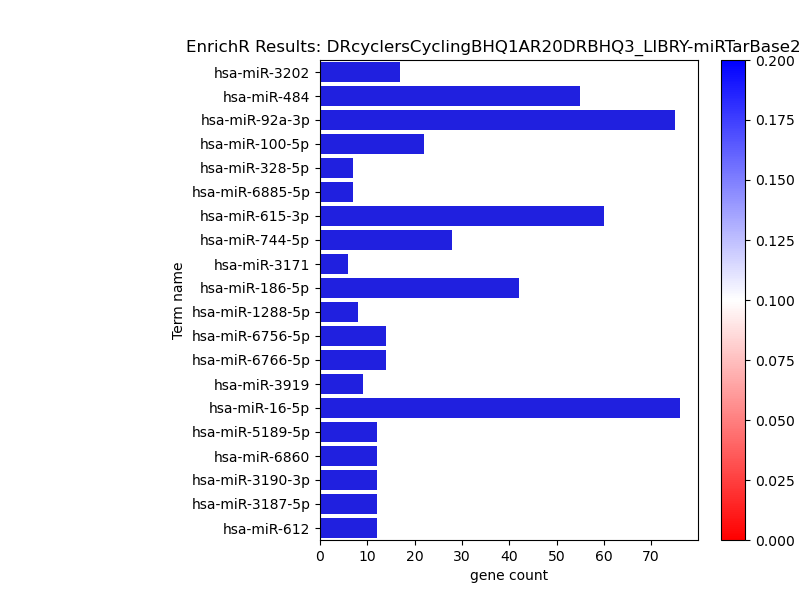 EnrichR Results: DRcyclersCyclingBHQ1AR20DRBHQ3_LIBRY-miRTarBase2
hsa-miR-3202
hsa-miR-484
hsa-miR-92a-3p
hsa-miR-100-5p
hsa-miR-328-5p
hsa-miR-6885-5p
hsa-miR-615-3p
hsa-miR-744-5p
hsa-miR-3171
hsa-miR-186-5p
hsa-miR-1288-5p
hsa-miR-6756-5p
hsa-miR-6766-5p
hsa-miR-3919
hsa-miR-16-5p
hsa-miR-5189-5p
hsa-miR-6860
hsa-miR-3190-3p
hsa-miR-3187-5p
hsa-miR-612
Term name
0 10 20 30 40 50 60 70
gene count
0.200
0.175
0.150
0.125
0.100
0.075
0.050
0.025
0.000